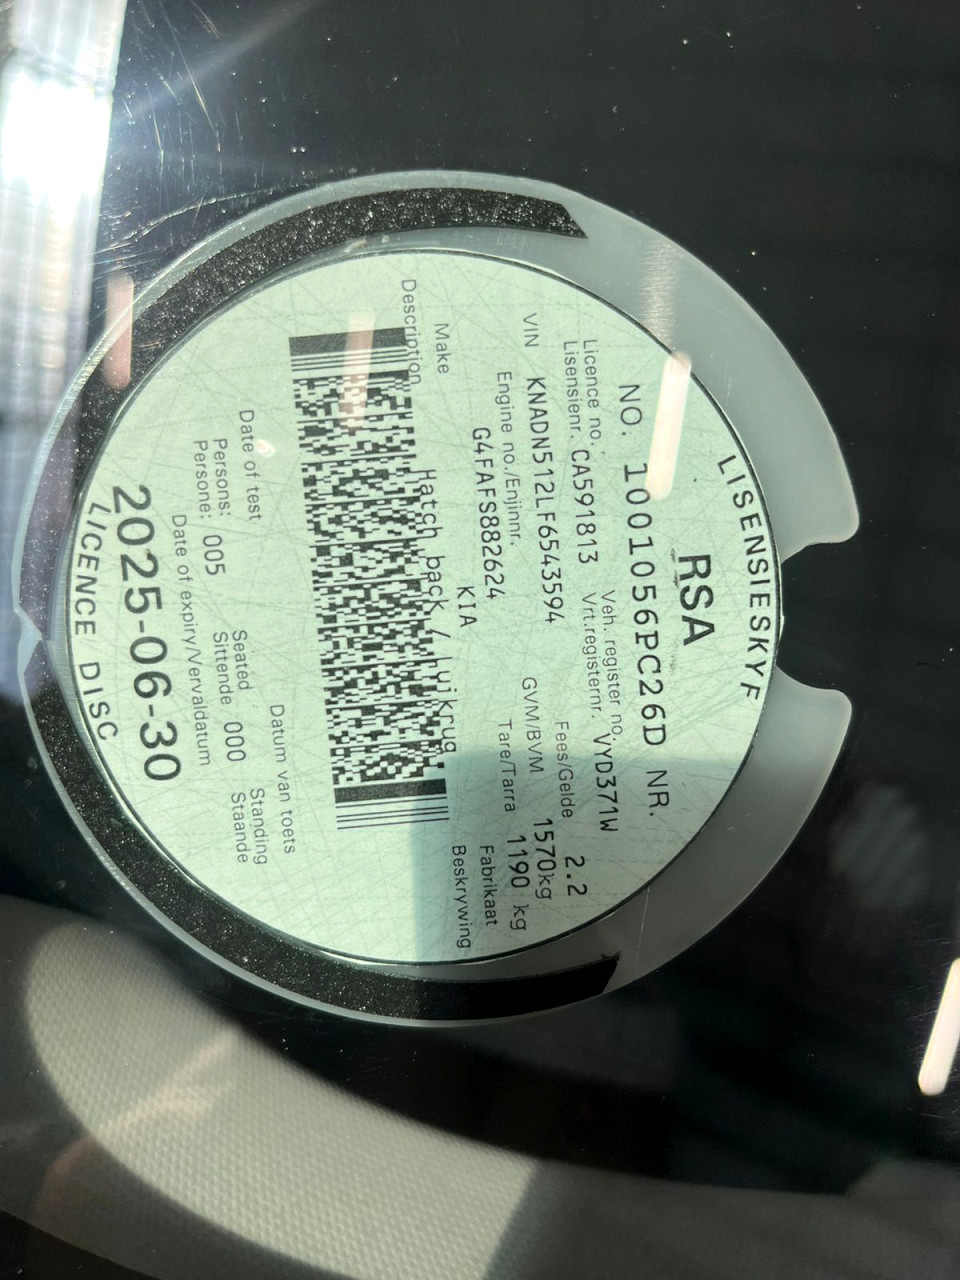 LISENSIESKYF
RSA
NO. 1001056PC26D NR.
Licence no. Veh. register no.
Lisensienr. CA591813 Vrt.registernr. VYD371W
Fees/Gelde 2.2
VIN KNADN512LF6543594 GVM/BVM 1570kg
Engine no./Enjinnr. Tare/Tarra 1190 kg
G4FAFS882624
Make KIA Fabrikaat
Description Hatch back / Luikrug Beskrywing
Date of test Datum van toets
Persons: Seated Standing
Persone: 005 Sittende 000 Staande
Date of expiry/Vervaldatum
2025-06-30
LICENCE DISC